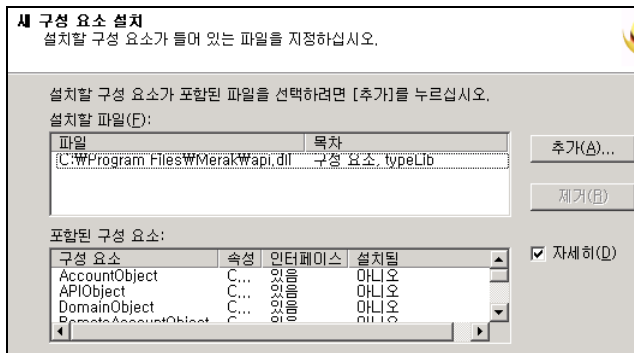 새 구성 요소 설치
설치할 구성 요소가 들어 있는 파일을 지정하십시오.
설치할 구성 요소가 포함된 파일을 선택하려면 [추가]를 누르십시오.
설치할 파일(F):
파일 목차
C:₩Program Files₩Merak₩api.dll 구성 요소, typeLib
추가(A)...
제거(R)
포함된 구성 요소:
자세히(D)
구성 요소 속성 인터페이스 설치됨
AccountObject C... 있음 아니오
APIObject C... 있음 아니오
DomainObject C... 있음 아니오
RemoteAccountObject C... 있음 아니오